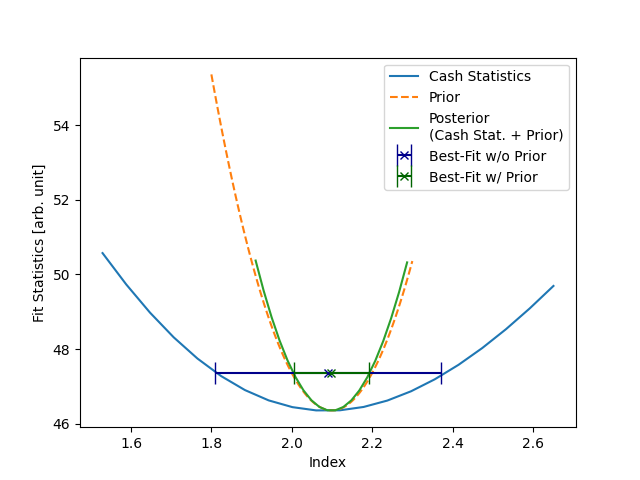 Cash Statistics
Prior
Posterior
(Cash Stat. + Prior)
Best-Fit w/o Prior
Best-Fit w/ Prior
Fit Statistics [arb. unit]
54
52
50
48
46
1.6 1.8 2.0 2.2 2.4 2.6
Index